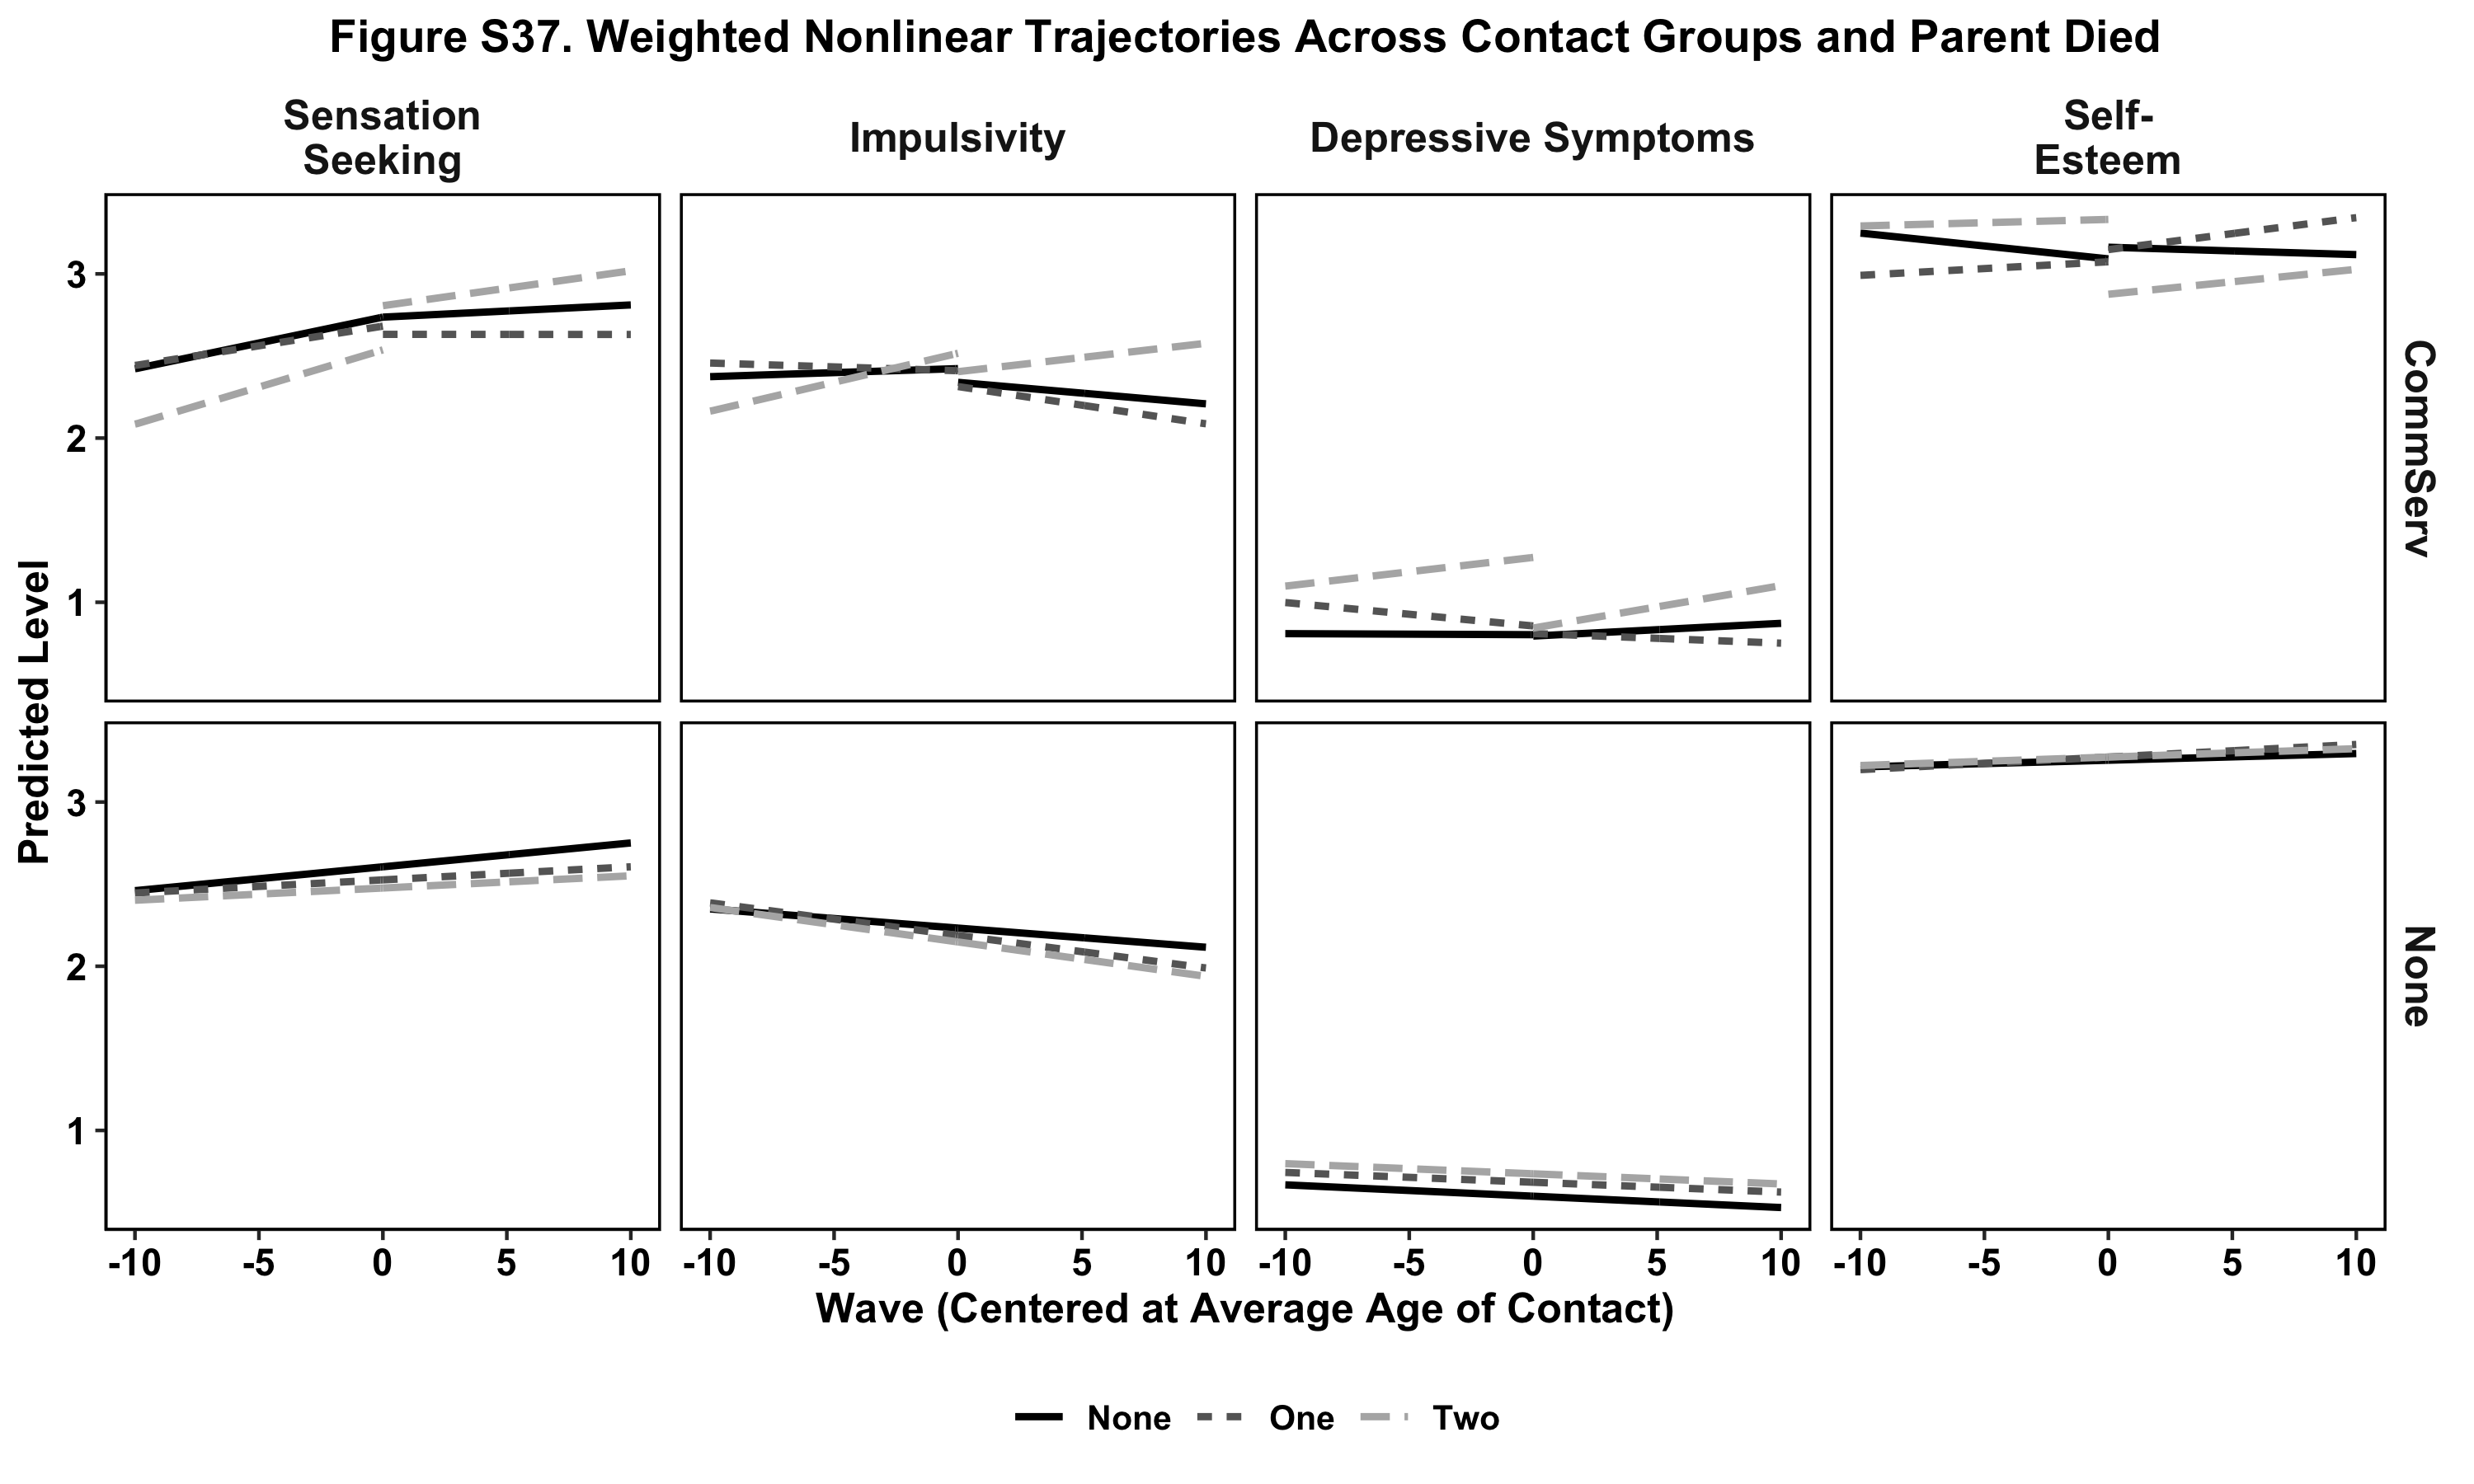 Figure S37. Weighted Nonlinear Trajectories Across Contact Groups and Parent Died
Sensation
Seeking
Impulsivity
Depressive Symptoms
Self-
Esteem
Predicted Level
3
2
1
CommServ
3
2
1
None
-10 -5 0 5 10
-10 -5 0 5 10
-10 -5 0 5 10
-10 -5 0 5 10
Wave (Centered at Average Age of Contact)
None One Two